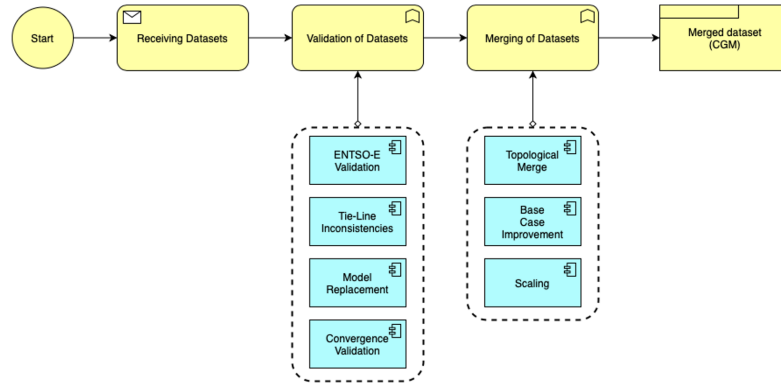 Start
Receiving Datasets
Validation of Datasets
Merging of Datasets
Merged dataset
(CGM)
ENTSO-E
Validation
Tie-Line
Inconsistencies
Model
Replacement
Convergence
Validation
Topological
Merge
Base
Case
Improvement
Scaling